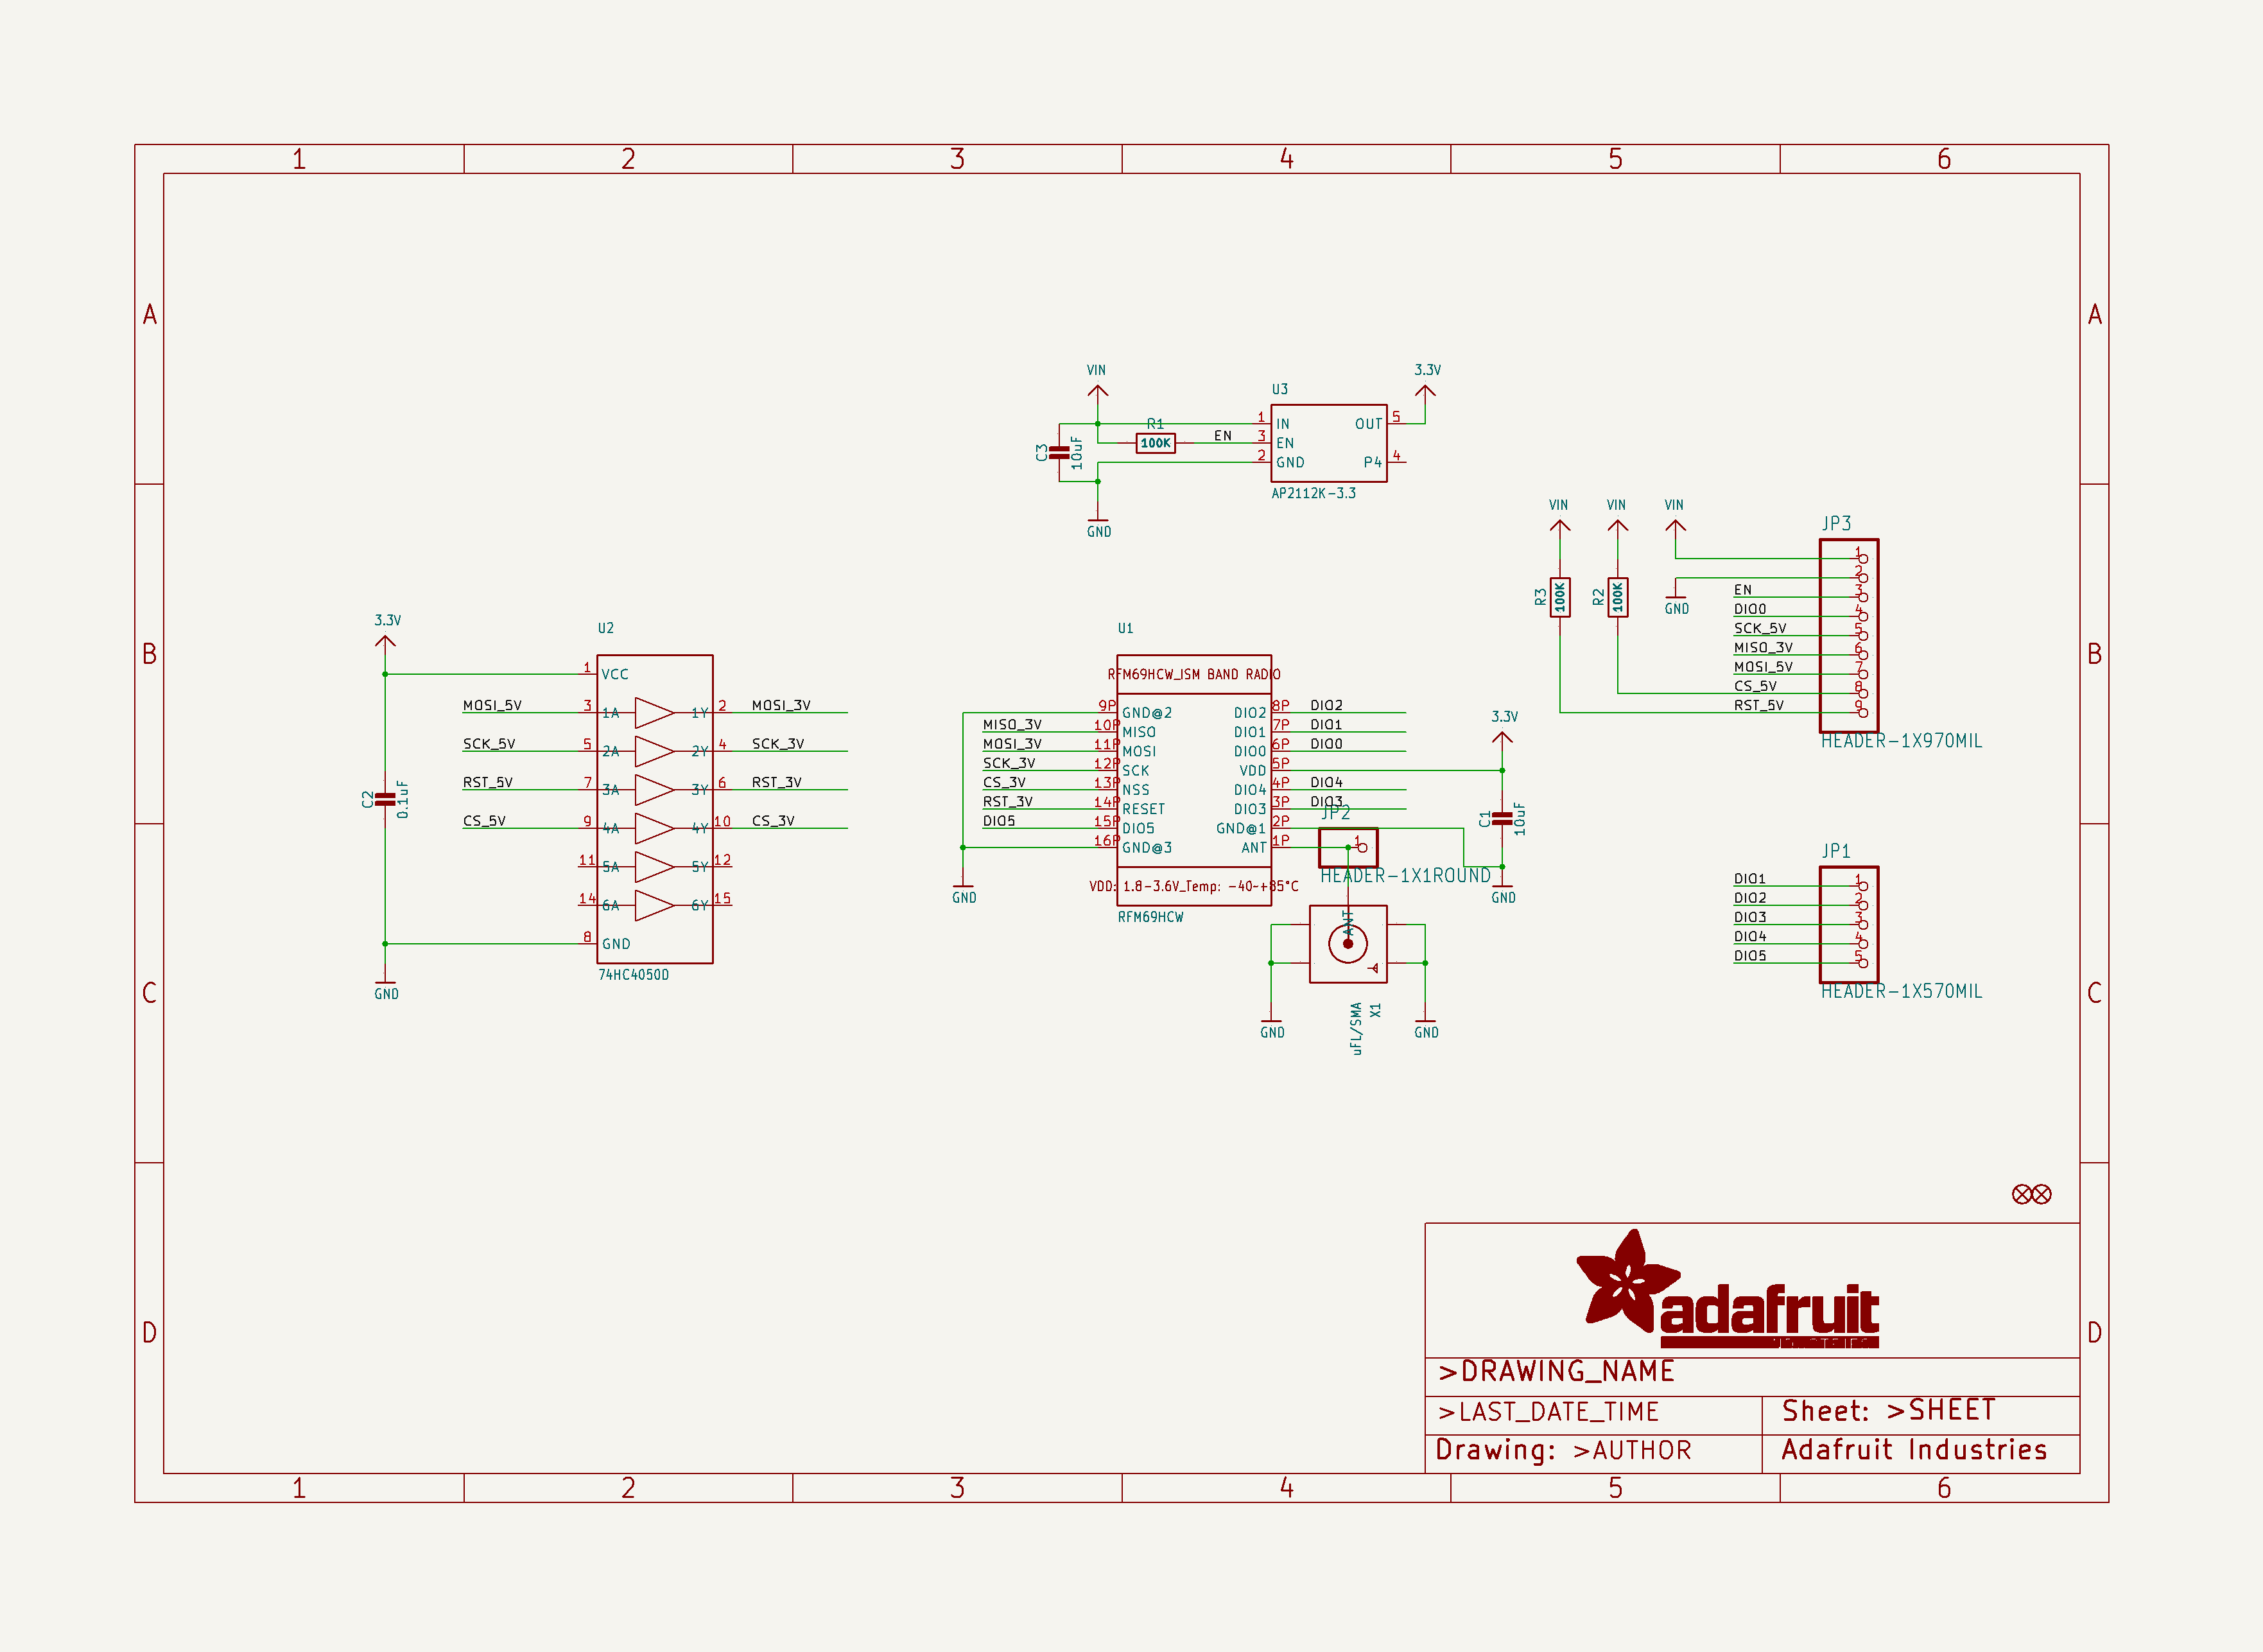 1 2 3 4 5 6
A A
B B
C C
D D
VIN
3.3V
U3
R1
100K
EN
C3
10uF
1 IN OUT 5
3 EN
2 GND P4 4
AP2112K-3.3
GND
VIN VIN VIN
R3
100K
R2
100K
GND
JP3
1
2
EN 3
DIO0 4
SCK_5V 5
MISO_3V 6
MOSI_5V 7
CS_5V 8
RST_5V 9
HEADER-1X970MIL
3.3V
C2
0.1uF
GND
U2
1 VCC
MOSI_5V 3 1A 1Y 2 MOSI_3V
SCK_5V 5 2A 2Y 4 SCK_3V
RST_5V 7 3A 3Y 6 RST_3V
CS_5V 9 4A 4Y 10 CS_3V
11 5A 5Y 12
14 6A 6Y 15
8 GND
74HC4050D
U1
RFM69HCW_ISM BAND RADIO
9P GND@2 DIO2 8P DIO2
MISO_3V 10P MISO DIO1 7P DIO1
MOSI_3V 11P MOSI DIO0 6P DIO0
SCK_3V 12P SCK VDD 5P
CS_3V 13P NSS DIO4 4P DIO4
RST_3V 14P RESET DIO3 3P DIO3
DIO5 15P DIO5 GND@1 2P
16P GND@3 ANT 1P
VDD: 1.8-3.6V_Temp: -40~+85°C
RFM69HCW
GND
3.3V
C1
10uF
GND
JP2
1
HEADER-1X1ROUND
ANT
uFL/SMA
X1
GND GND
JP1
DIO1 1
DIO2 2
DIO3 3
DIO4 4
DIO5 5
HEADER-1X570MIL
adafruit
>DRAWING_NAME
>LAST_DATE_TIME
Sheet: >SHEET
Drawing: >AUTHOR
Adafruit Industries
1 2 3 4 5 6